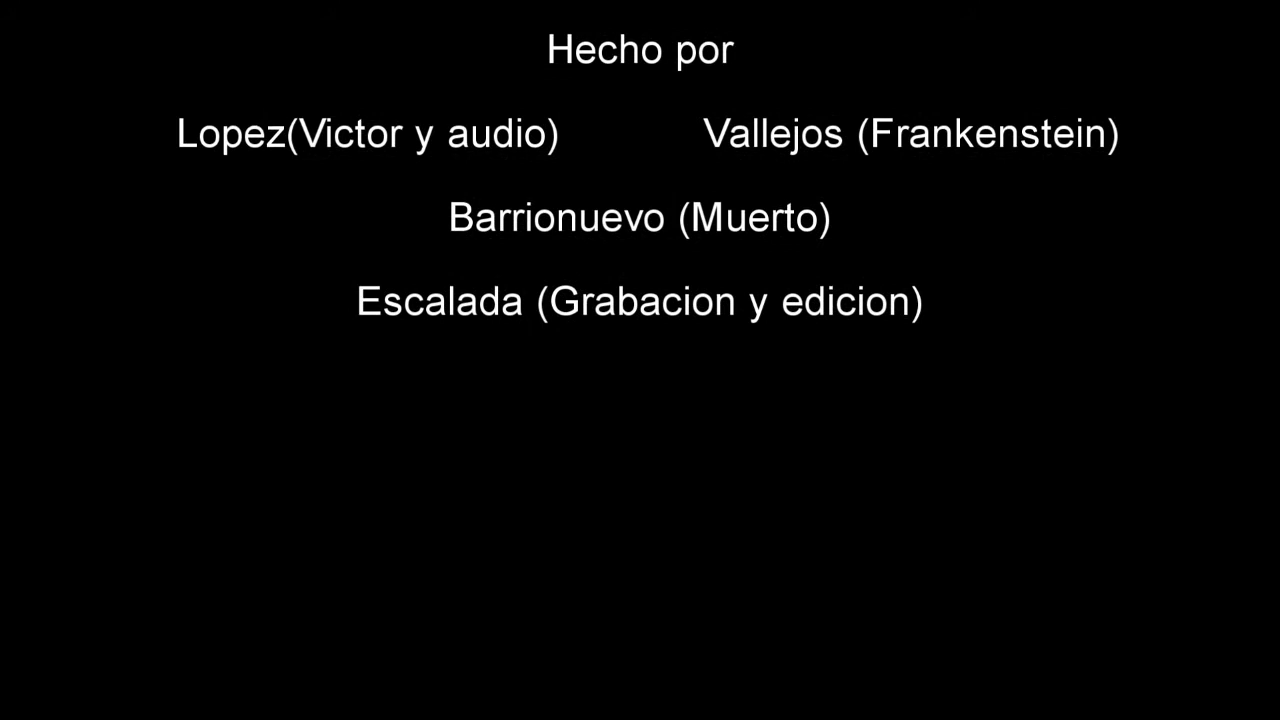 Hecho por
Lopez(Victor y audio) Vallejos (Frankenstein)
Barrionuevo (Muerto)
Escalada (Grabacion y edicion)